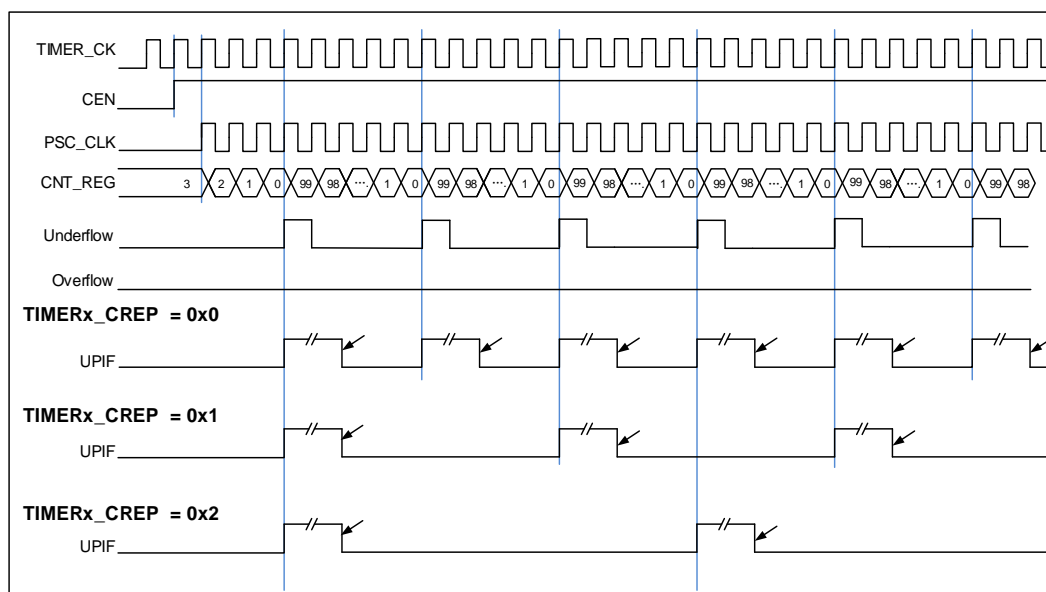 TIMER_CK
CEN
PSC_CLK
CNT_REG 3 2 1 0 99 98 .... 1 0 99 98 .... 1 0 99 98 .... 1 0 99 98 .... 1 0 99 98 .... 1 0 99 98
Underflow
Overflow
TIMERx_CREP = 0x0
UPIF
TIMERx_CREP = 0x1
UPIF
TIMERx_CREP = 0x2
UPIF